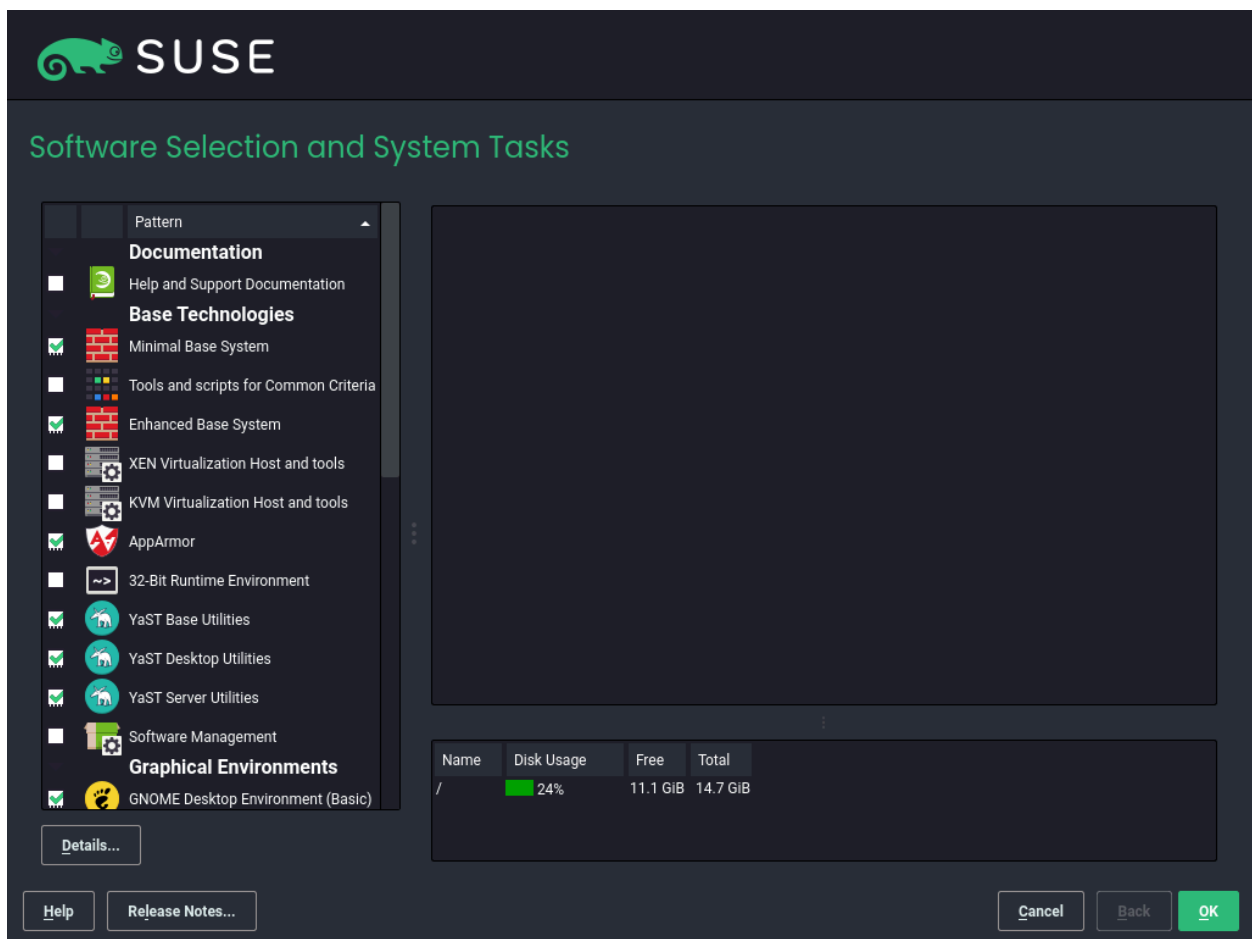 SUSE
Software Selection and System Tasks
Pattern
Documentation
Help and Support Documentation
Base Technologies
Minimal Base System
Tools and scripts for Common Criteria
Enhanced Base System
XEN Virtualization Host and tools
KVM Virtualization Host and tools
AppArmor
~> 32-Bit Runtime Environment
YaST Base Utilities
YaST Desktop Utilities
YaST Server Utilities
Software Management
Graphical Environments
GNOME Desktop Environment (Basic)
Name Disk Usage Free Total
/ 24% 11.1 GiB 14.7 GiB
Details...
Help Release Notes... Cancel Back OK